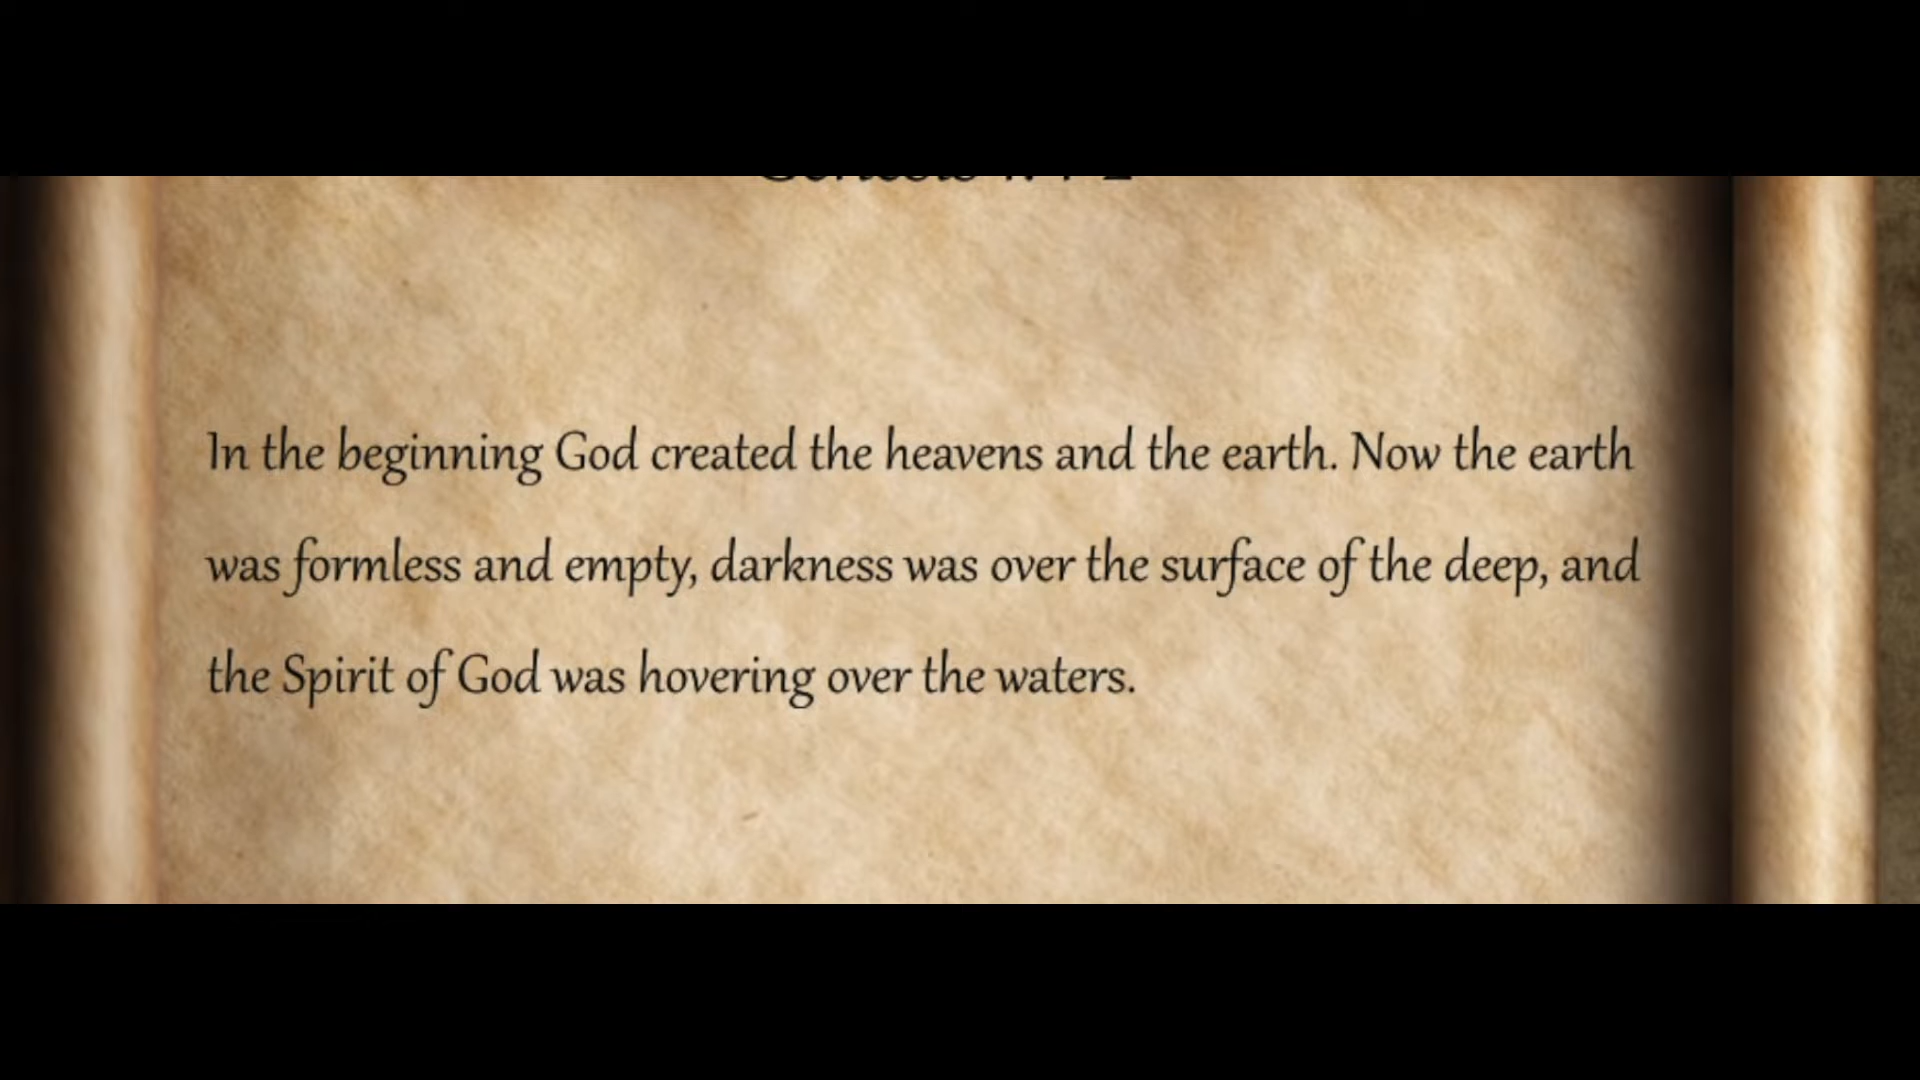 In the beginning God created the heavens and the earth. Now the earth
was formless and empty, darkness was over the surface of the deep, and
the Spirit of God was hovering over the waters.